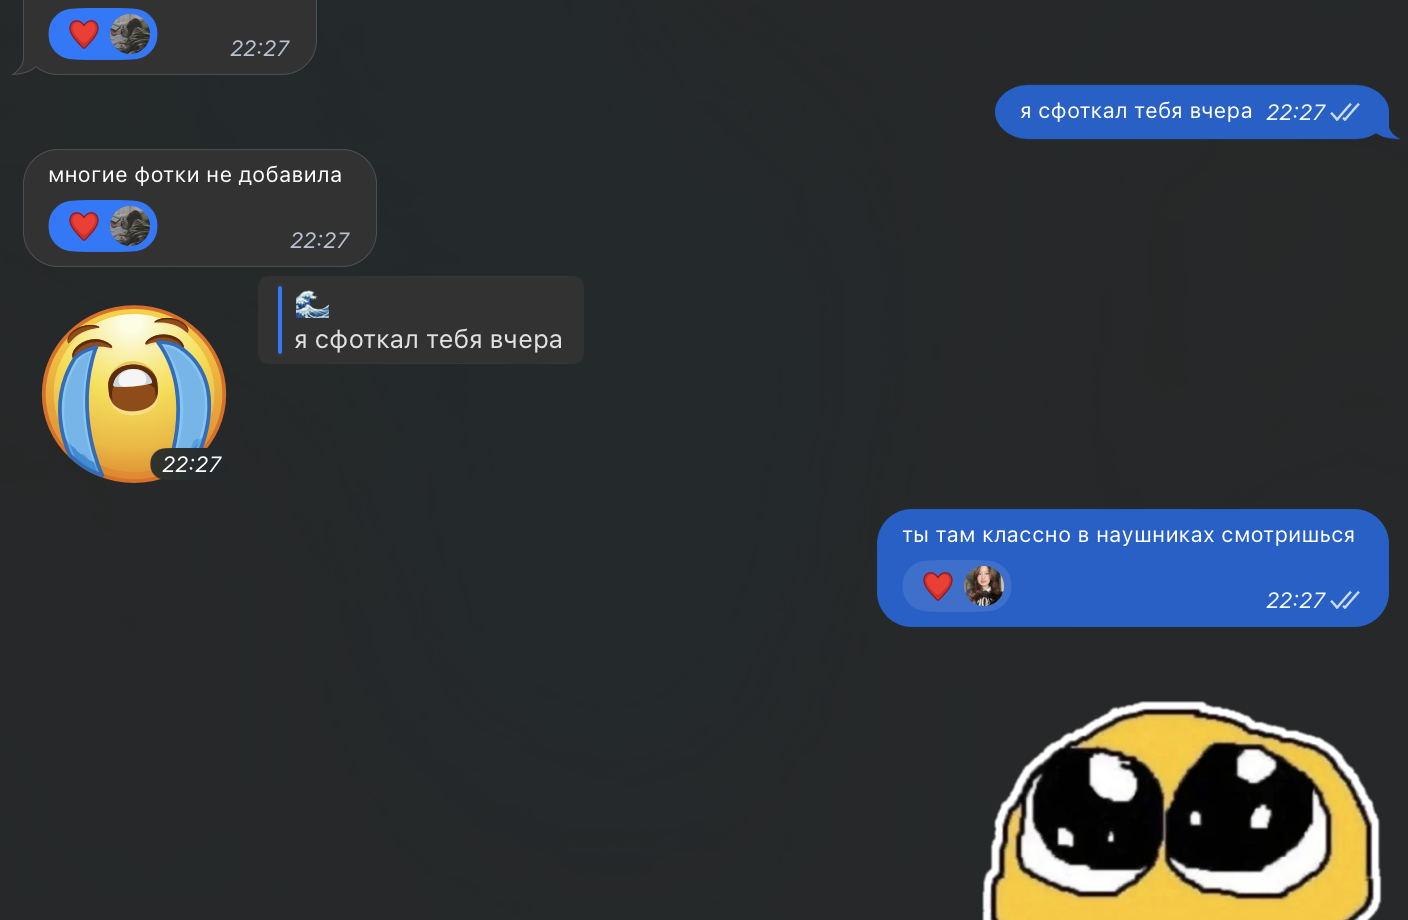 22:27
я сфоткал тебя вчера 22:27
многие фотки не добавила
22:27
я сфоткал тебя вчера
22:27
ты там классно в наушниках смотришься
22:27